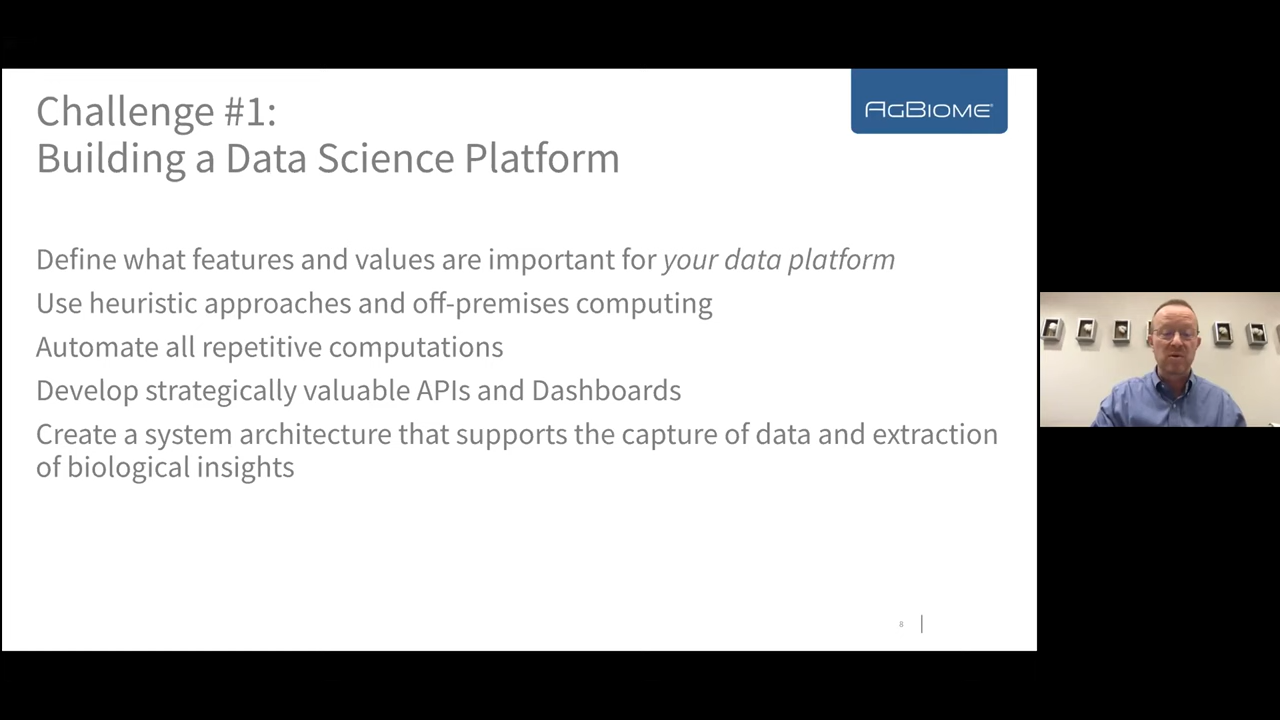 Challenge #1:
Building a Data Science Platform
AGBIOME
Define what features and values are important for your data platform
Use heuristic approaches and off-premises computing
Automate all repetitive computations
Develop strategically valuable APIs and Dashboards
Create a system architecture that supports the capture of data and extraction
of biological insights
8